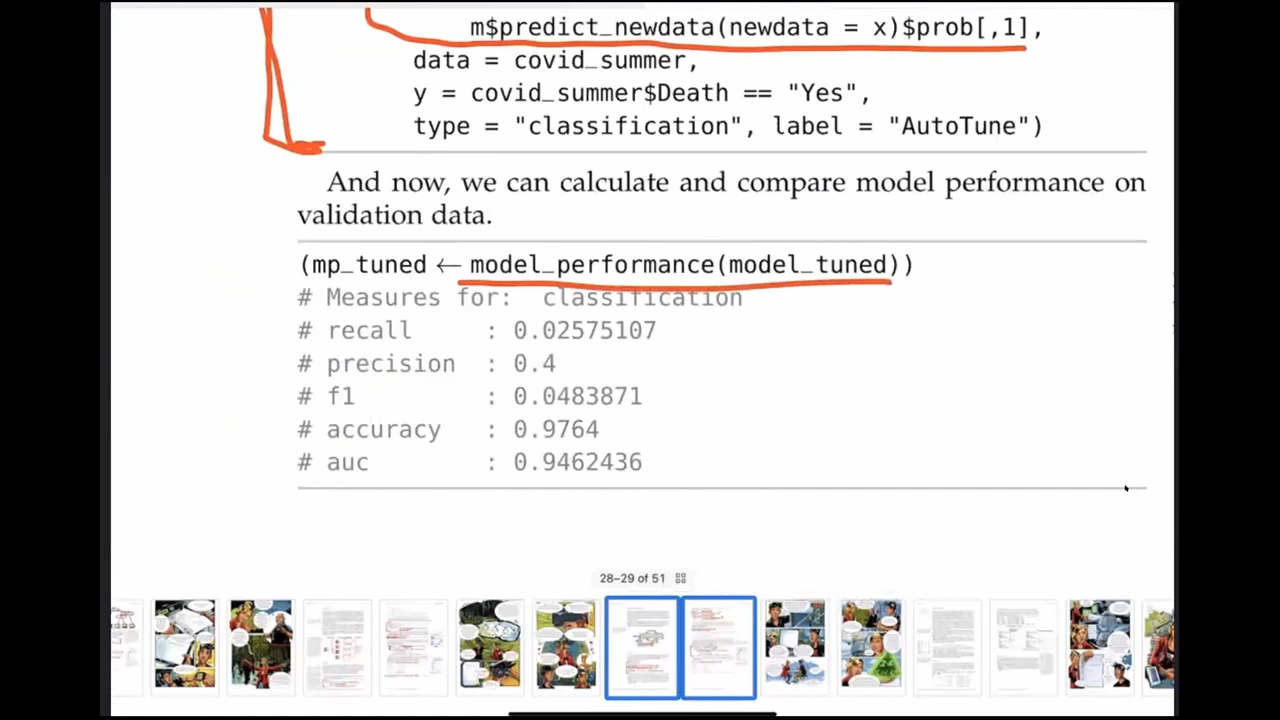 m$predict_newdata(newdata = x)$prob[,1],
data = covid_summer,
y = covid_summer$Death == "Yes",
type = "classification", label = "AutoTune")
And now, we can calculate and compare model performance on
validation data.
(mp_tuned ← model_performance(model_tuned))
# Measures for:  classification
# recall     : 0.02575107
# precision  : 0.4
# f1         : 0.0483871
# accuracy   : 0.9764
# auc        : 0.9462436
28–29 of 51